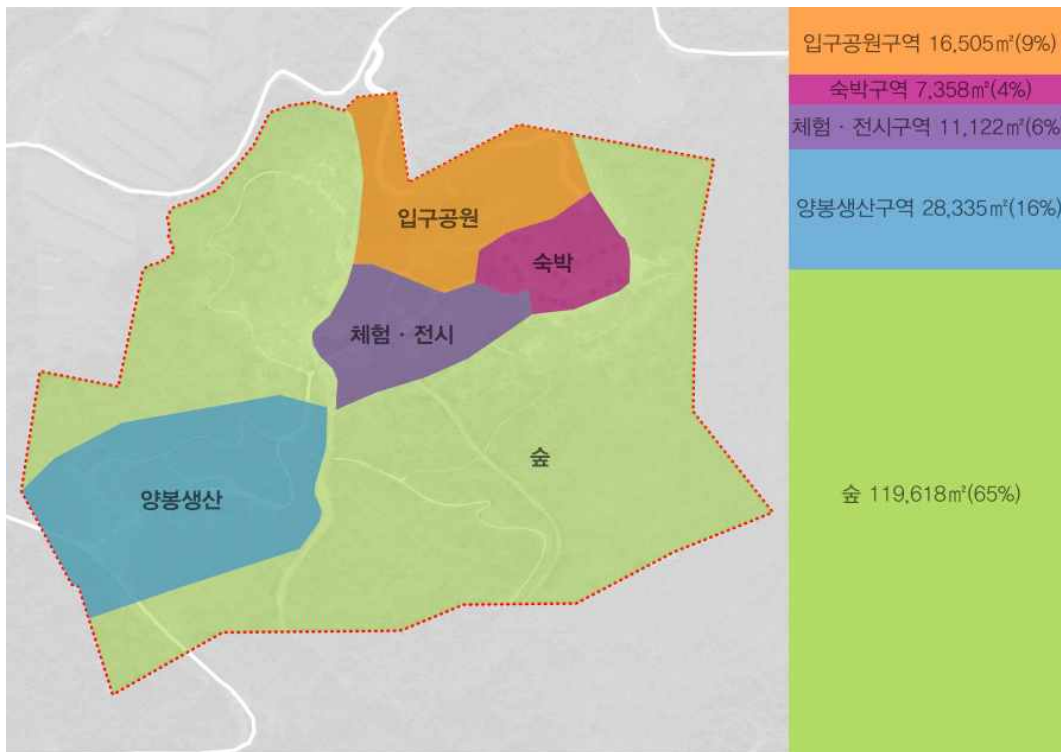 입구공원
숙박
체험 · 전시
숲
양봉생산
입구공원구역 16,505㎡(9%)
숙박구역 7,358㎡(4%)
체험 · 전시구역 11,122㎡(6%
양봉생산구역 28,335㎡(16%)
숲 119,618㎡(65%)